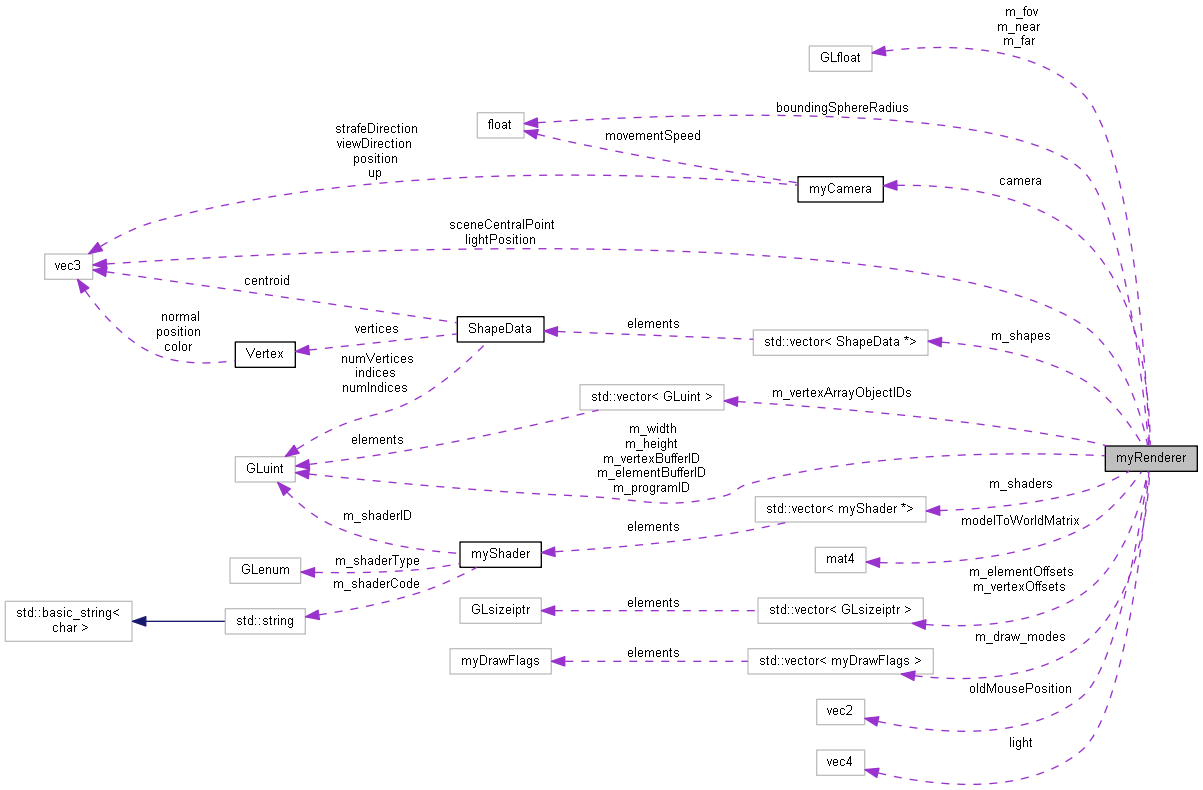 m_fov
m_near
m_far
GLfloat
boundingSphereRadius
float
movementSpeed
strafeDirection
viewDirection
position
up
myCamera
camera
sceneCentralPoint
lightPosition
vec3
centroid
normal
position
color
Vertex
vertices
ShapeData
elements
std::vector< ShapeData *>
m_shapes
numVertices
indices
numIndices
std::vector< GLuint >
m_vertexArrayObjectIDs
elements
m_width
m_height
m_vertexBufferID
m_elementBufferID
m_programID
GLuint
myRenderer
m_shaders
std::vector< myShader *>
m_shaderID
elements
modelToWorldMatrix
myShader
mat4
m_shaderType
GLenum
m_shaderCode
m_elementOffsets
m_vertexOffsets
std::basic_string<
char >
std::string
GLsizeiptr
elements
std::vector< GLsizeiptr >
m_draw_modes
myDrawFlags
elements
std::vector< myDrawFlags >
oldMousePosition
vec2
light
vec4